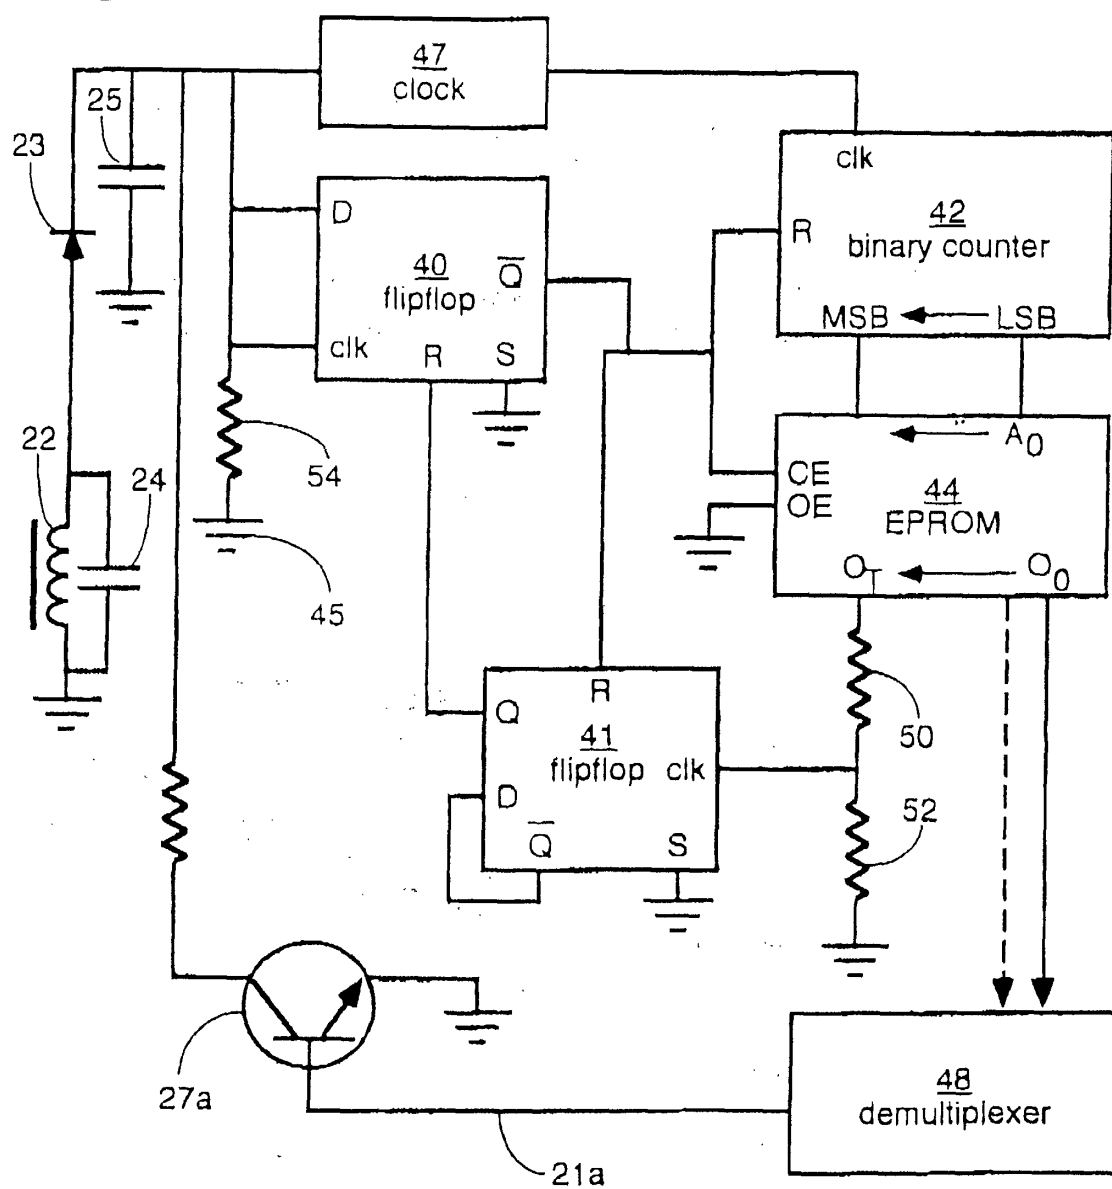 47
clock
25
23
clk
D
R
42
binary counter
40
flipflop
Q
MSB
LSB
clk
R
S
A0
22
54
24
CE
OE
44
EPROM
OT
O0
45
R
Q
41
flipflop
clk
50
D
52
Q
S
27a
48
demultiplexer
21a